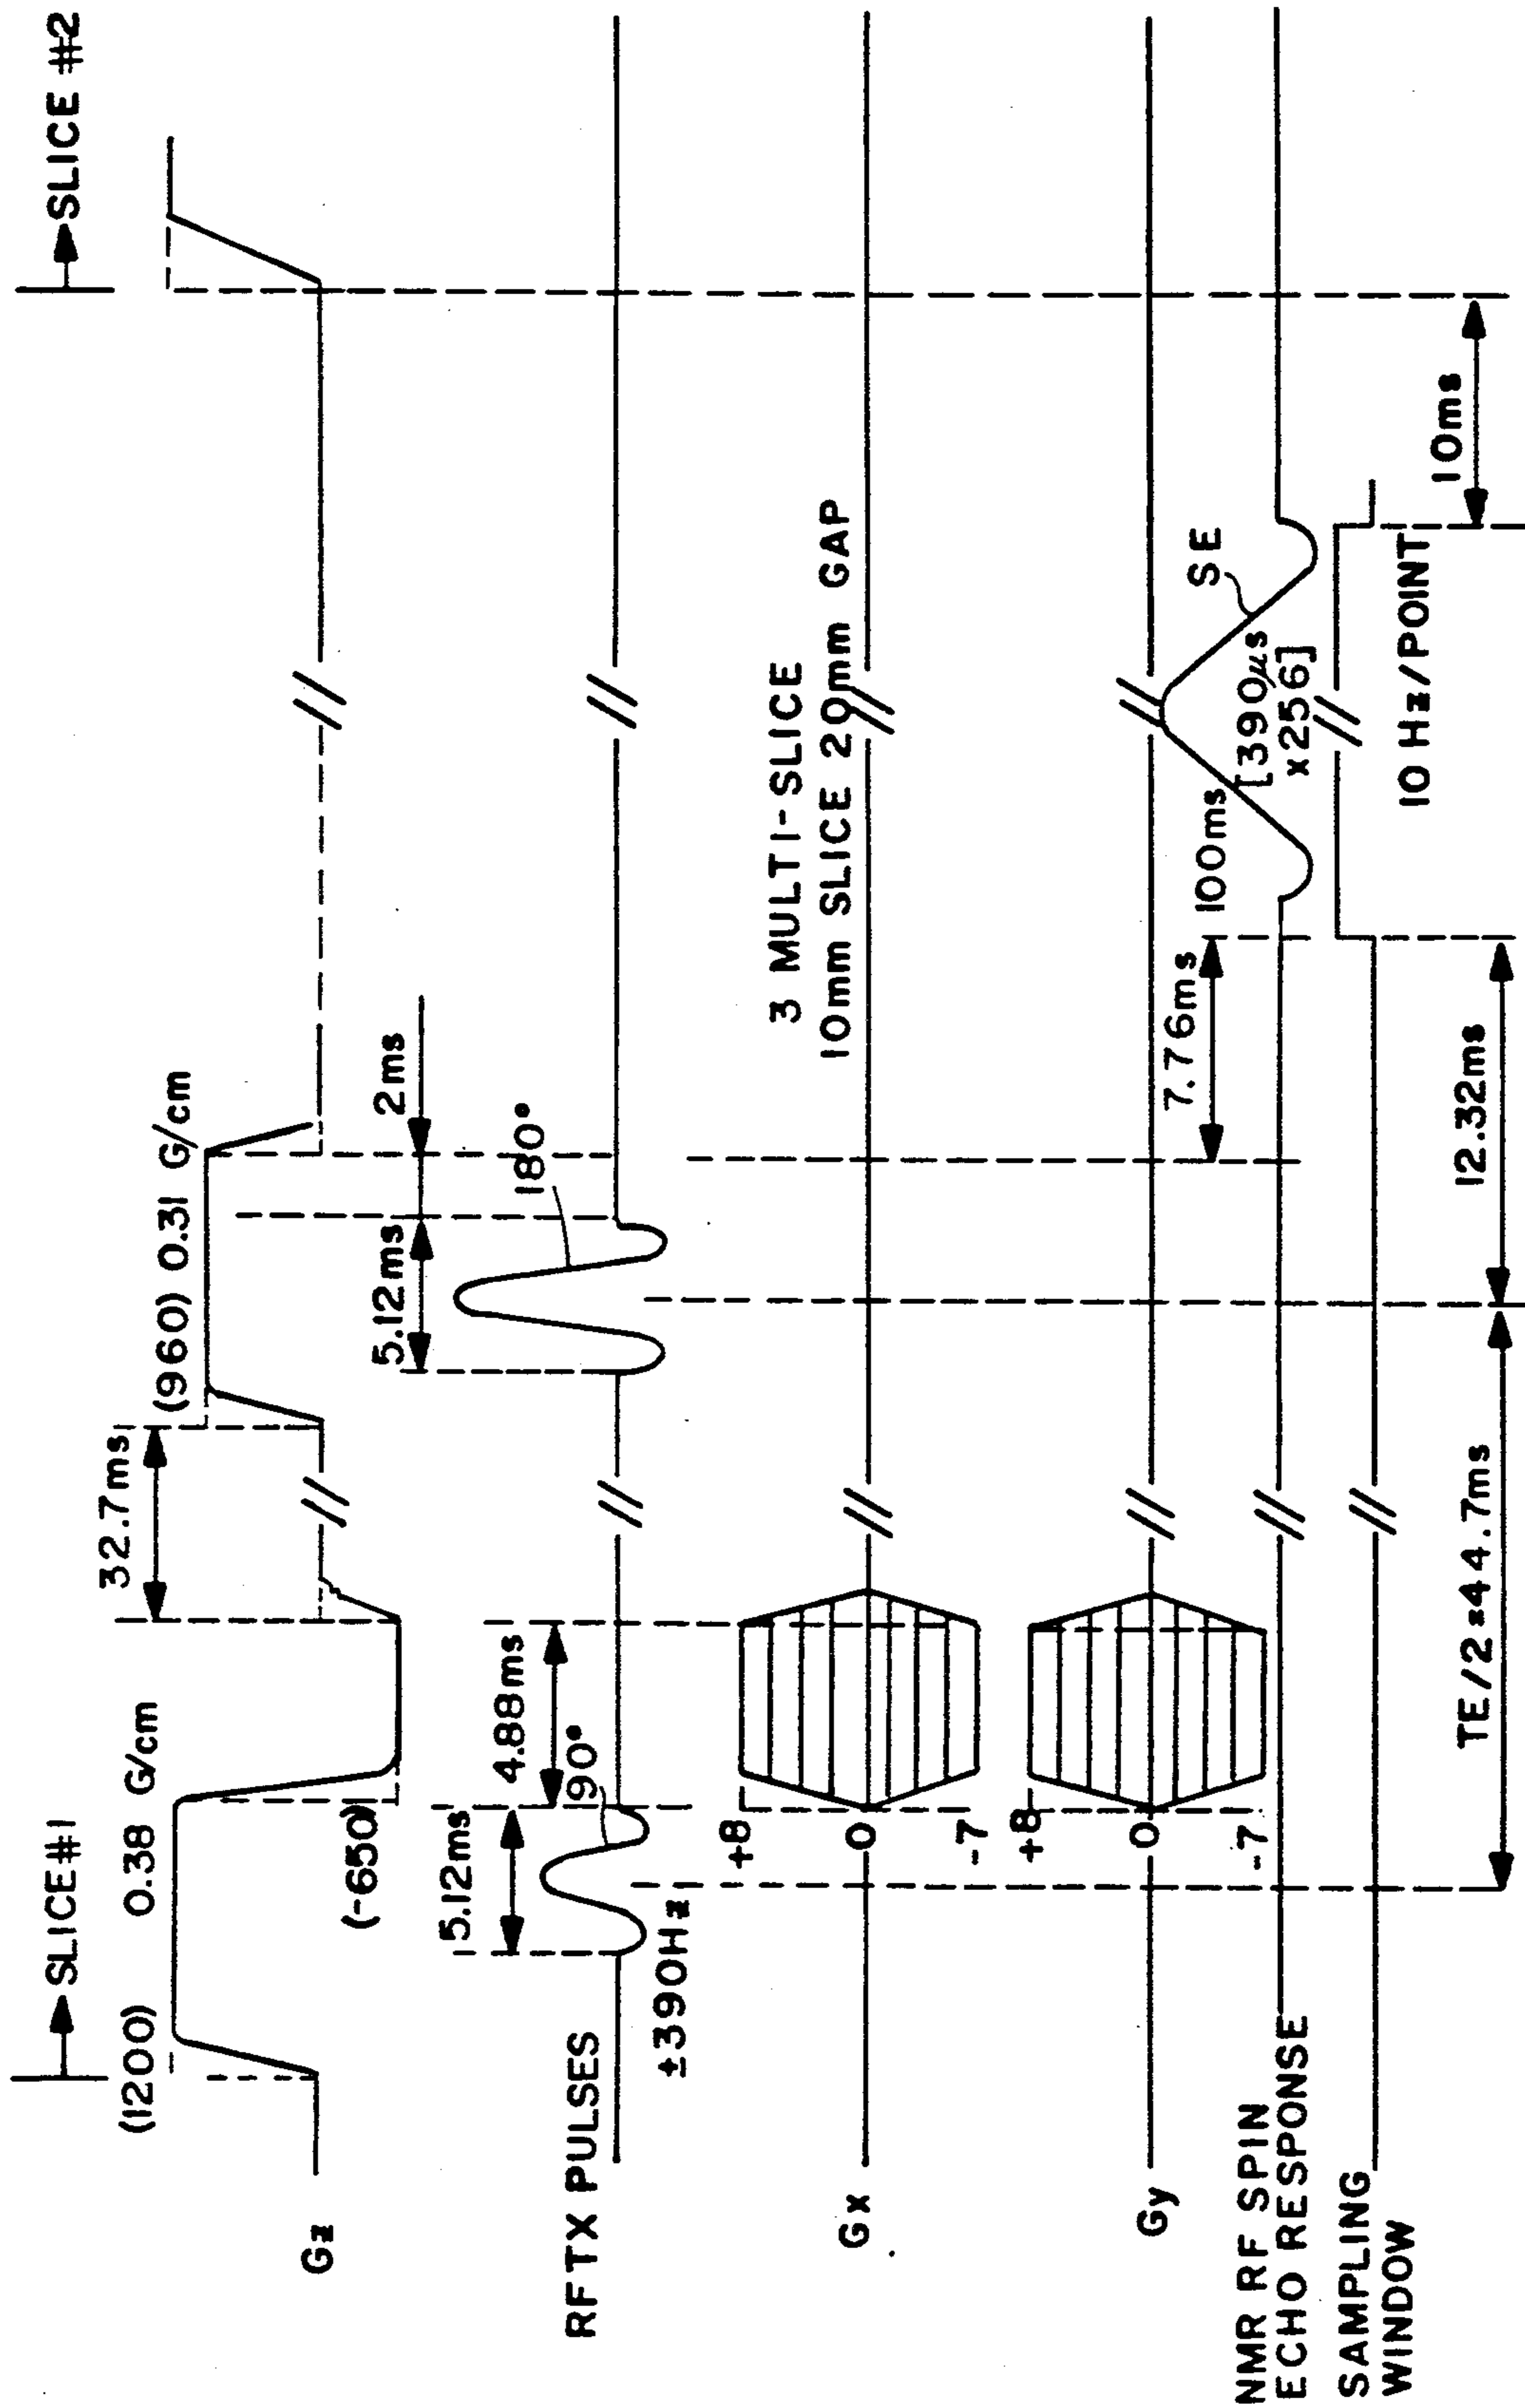 SLICE #1
SLICE #2
(1200) 0.38 G/cm
32.7ms
(960) 0.31 G/cm
Gz
(-650)
5.12ms
4.88ms
5.12ms
2ms
RF TX PULSES
90°
180°
±390Hz
3 MULTI-SLICE
10mm SLICE 20mm GAP
+8
Gx
0
-7
+8
Gy
0
-7
7.76ms
100ms
[390μs
x256]
SE
NMR RF SPIN
ECHO RESPONSE
SAMPLING
WINDOW
10 Hz/POINT
TE/2=44.7ms
12.32ms
10ms